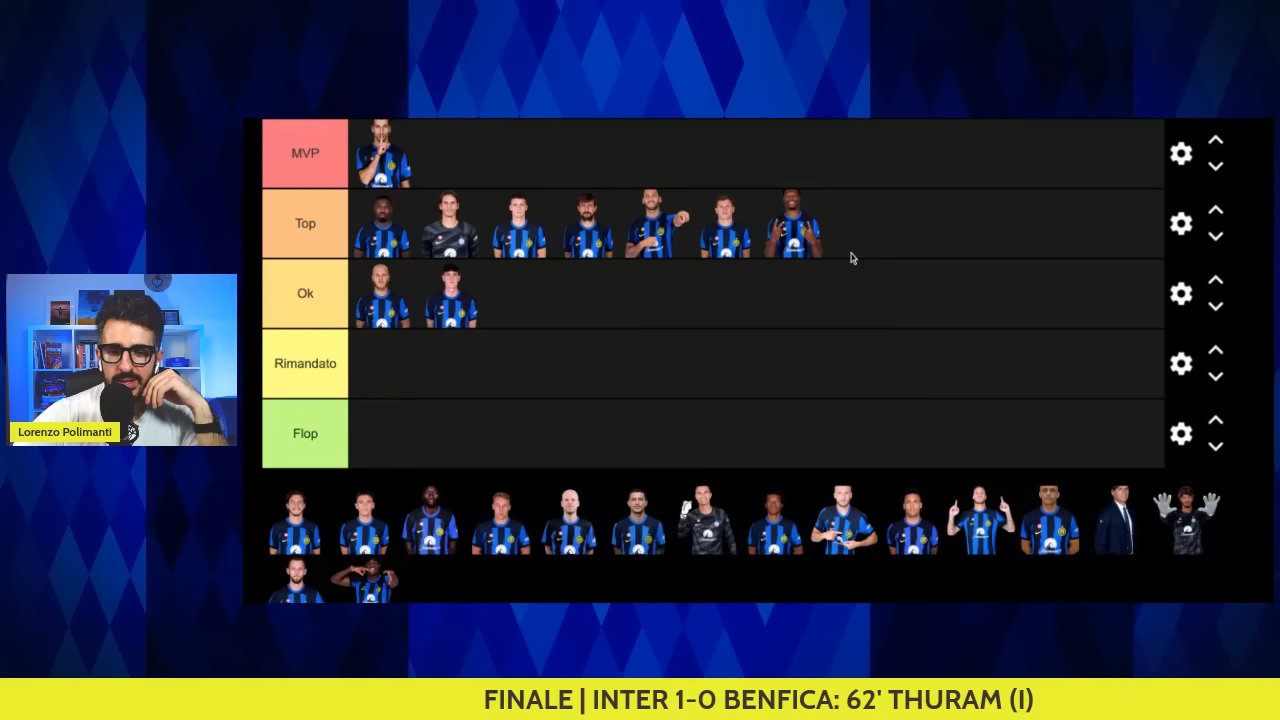 MVP
Top
Ok
Rimandato
Flop
Lorenzo Polimanti
FINALE | INTER 1-0 BENFICA: 62' THURAM (I)